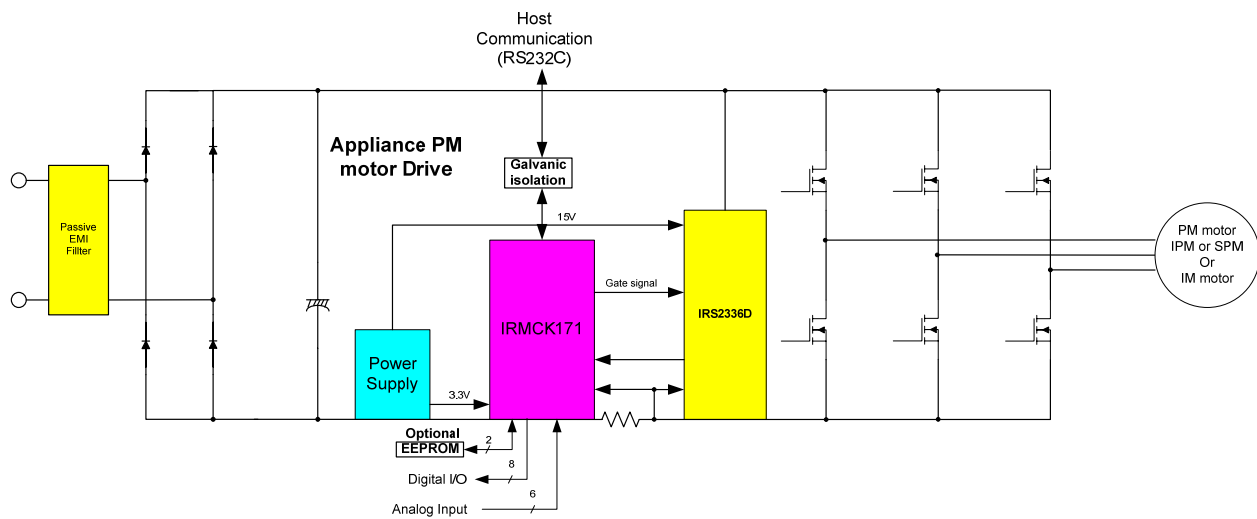 Host
Communication
(RS232C)
Appliance PM
motor Drive
Galvanic
isolation
Passive
EMI
Fillter
15V
PM motor
IPM or SPM
Or
IM motor
Gate signal
IRS2336D
IRMCK171
Power
Supply
3.3V
Optional
EEPROM
2
Digital I/O
8
Analog Input
6